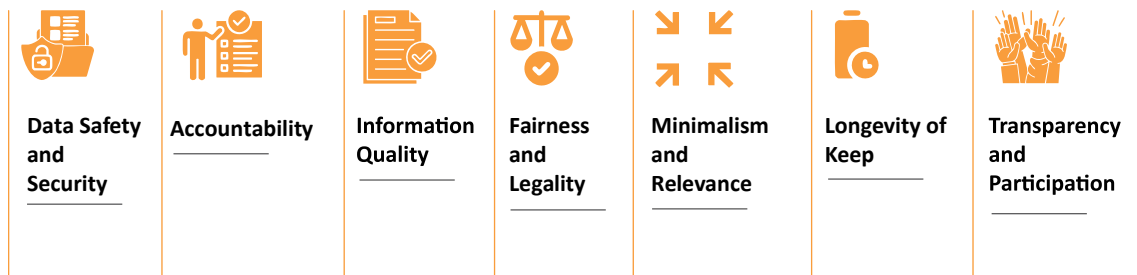 Data Safety
and
Security
Accountability
Information
Quality
Fairness
and
Legality
Minimalism
and
Relevance
Longevity of
Keep
Transparency
and
Participation